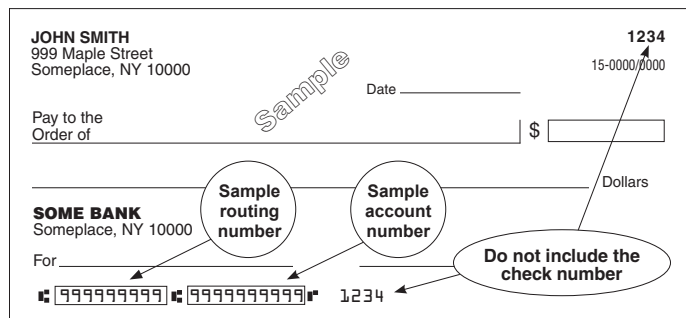 JOHN SMITH
999 Maple Street
Someplace, NY 10000
1234
15-0000/0000
Sample
Date
Pay to the
Order of
$
Dollars
SOME BANK
Someplace, NY 10000
Sample
routing
number
Sample
account
number
For
Do not include the
check number
⑆ 999999999 ⑆ 9999999999 ⑈ 1234